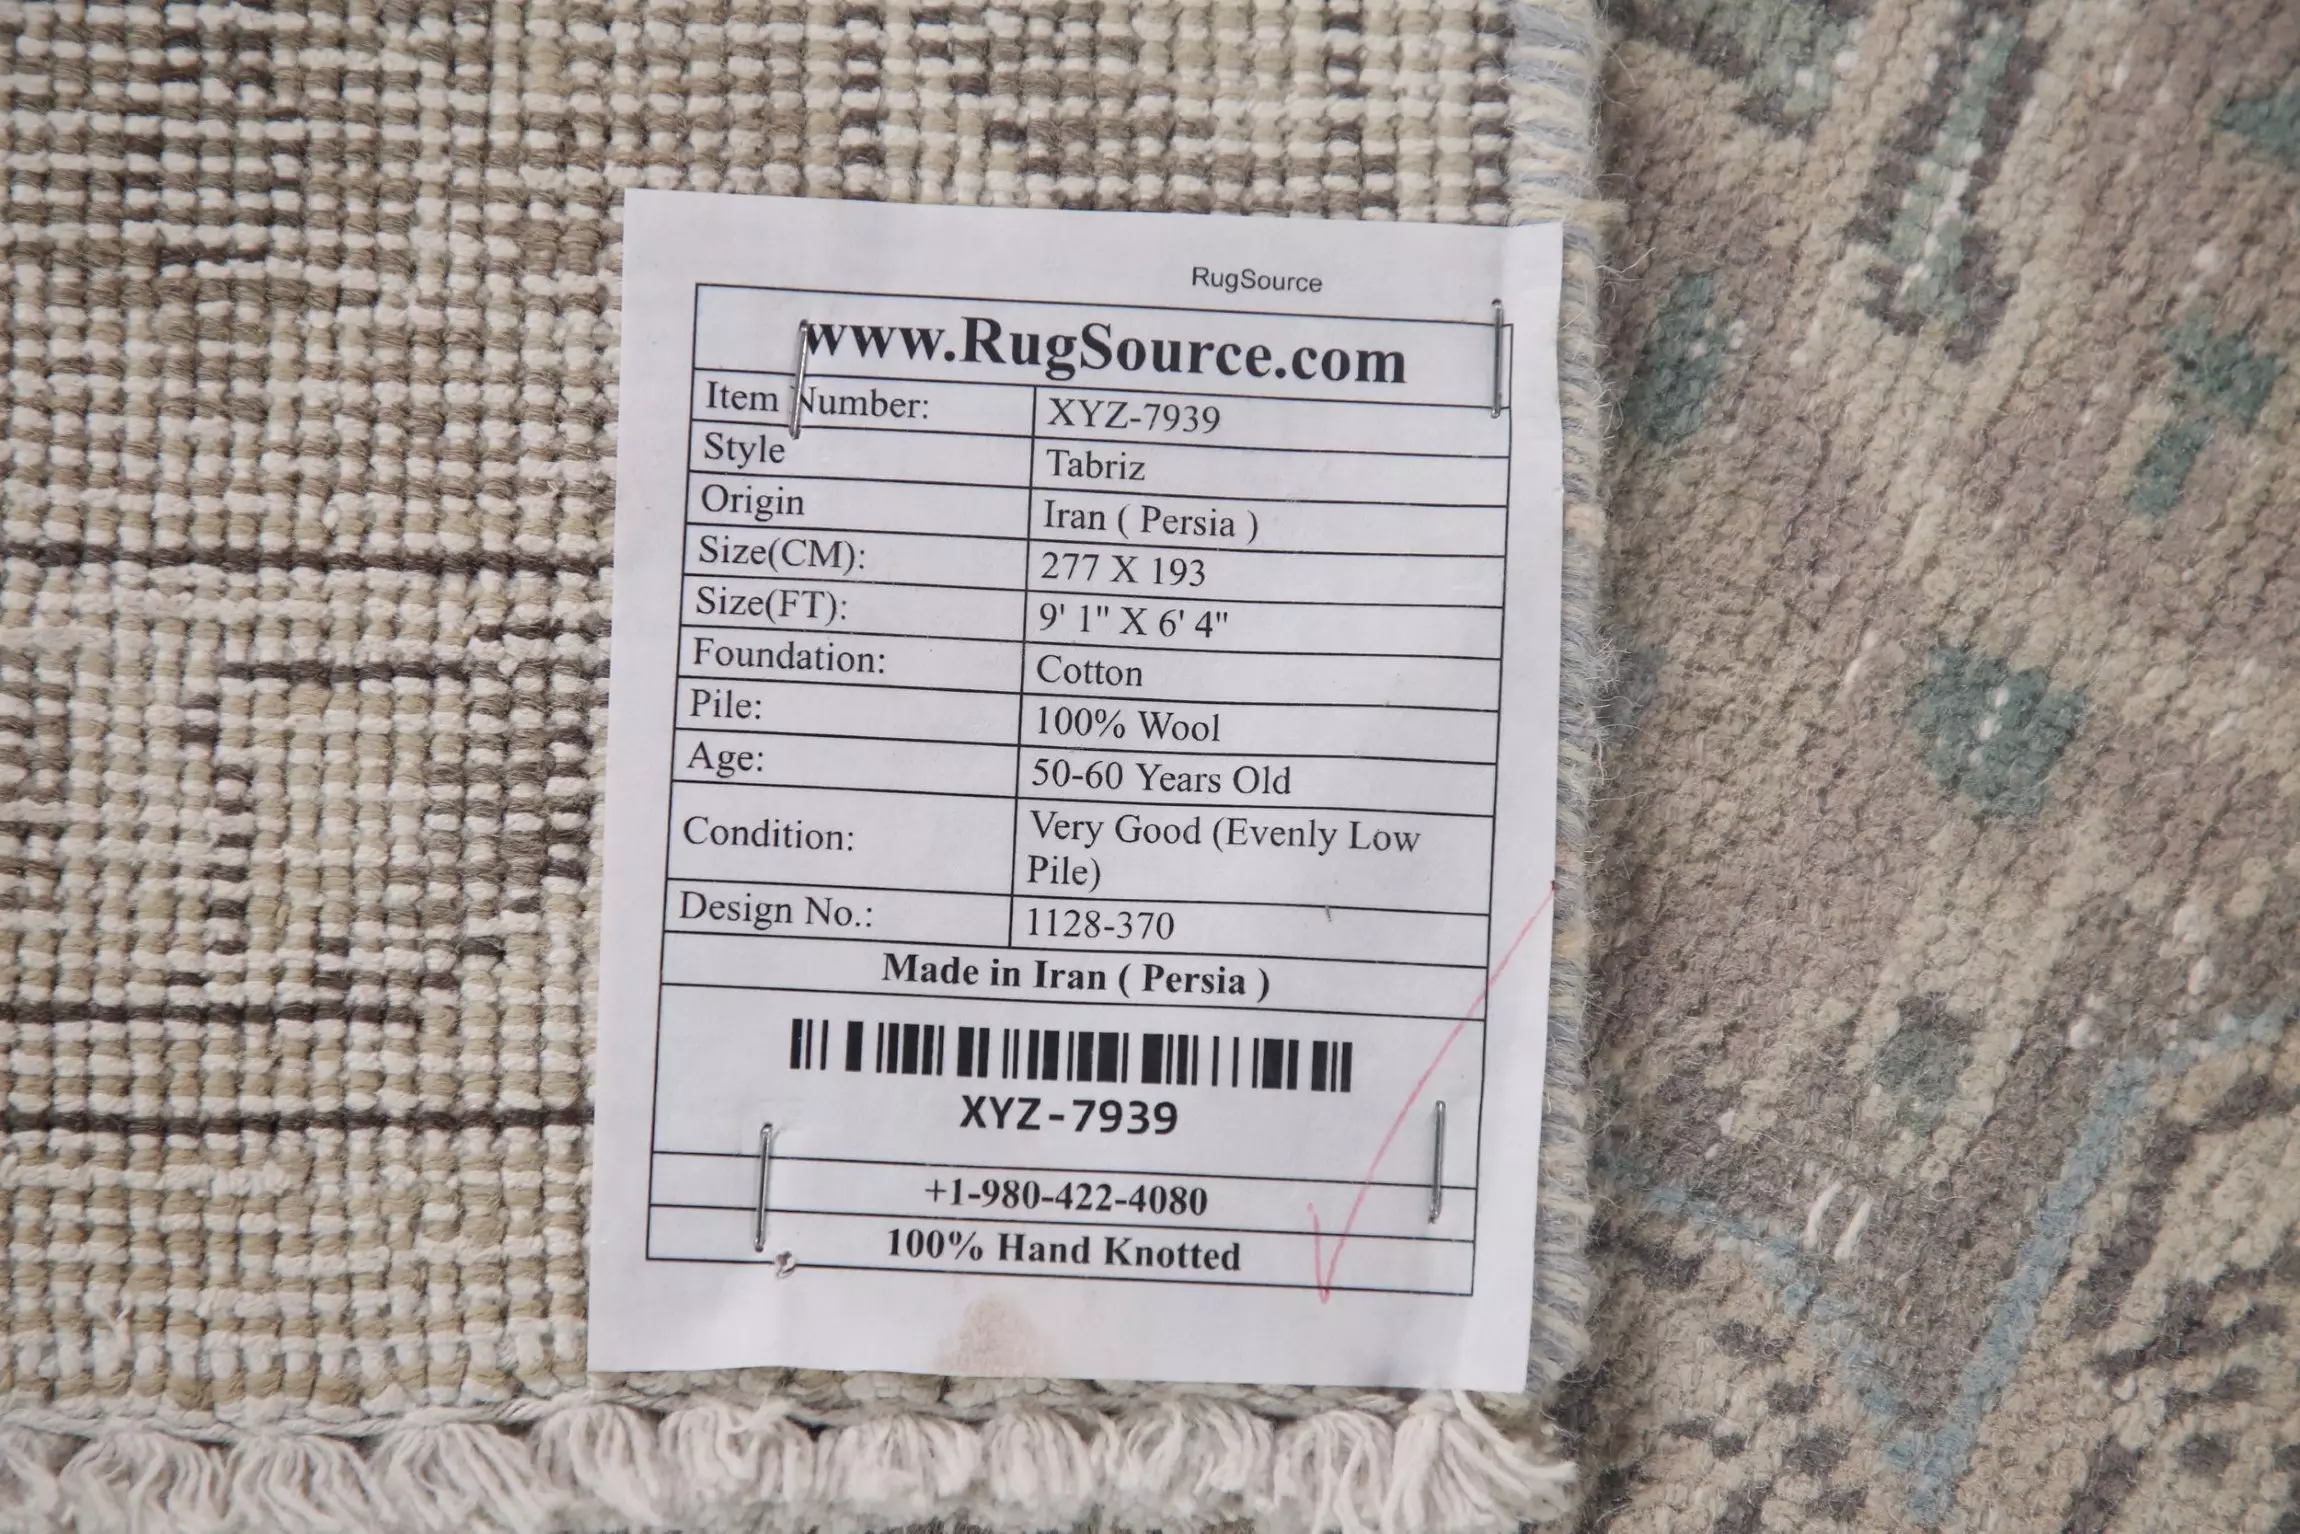 RugSource
www.RugSource.com
Item Number: XYZ-7939
Style Tabriz
Origin Iran ( Persia )
Size(CM): 277 X 193
Size(FT): 9' 1" X 6' 4"
Foundation: Cotton
Pile: 100% Wool
Age: 50-60 Years Old
Condition: Very Good (Evenly Low
Pile)
Design No.: 1128-370
Made in Iran ( Persia )
XYZ-7939
+1-980-422-4080
100% Hand Knotted